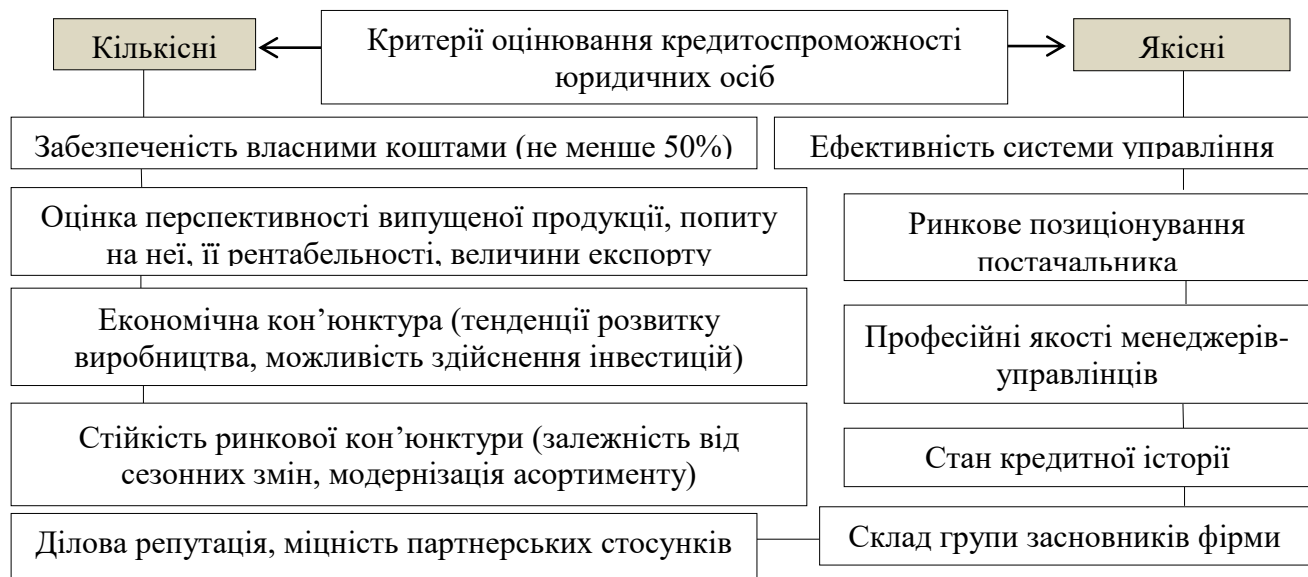 Кількісні
Критерії оцінювання кредитоспроможності
юридичних осіб
Якісні
Забезпеченість власними коштами (не менше 50%)
Оцінка перспективності випущеної продукції, попиту
на неї, її рентабельності, величини експорту
Економічна кон’юнктура (тенденції розвитку
виробництва, можливість здійснення інвестицій)
Стійкість ринкової кон’юнктури (залежність від
сезонних змін, модернізація асортименту)
Ділова репутація, міцність партнерських стосунків
Ефективність системи управління
Ринкове позиціонування
постачальника
Професійні якості менеджерів-
управлінців
Стан кредитної історії
Склад групи засновників фірми